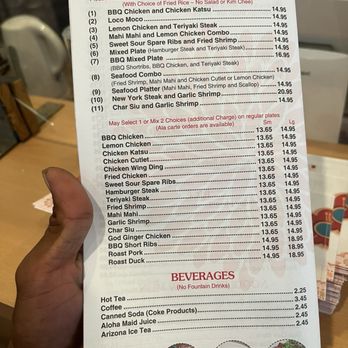 (With Choice of Fried Rice – No Salad or Kim Chee)
(1) BBQ Chicken and Chicken Katsu 14.95
(2) Loco Moco 14.95
(3) Lemon Chicken and Teriyaki Steak 14.95
(4) Mahi Mahi and Lemon Chicken Combo 14.95
(5) Sweet Sour Spare Ribs and Fried Shrimp 14.95
(6) Mixed Plate (Hamburger Steak and Teriyaki Steak) 14.95
(7) BBQ Mixed Plate 16.95
(BBQ Shortribs, BBQ Chicken, and Teriyaki Steak)
(8) Seafood Combo 14.95
(Fried Shrimp, Mahi Mahi and Chicken Cutlet or Lemon Chicken)
(9) Seafood Platter (Mahi Mahi, Fried Shrimp and Scallop) 14.95
(10) New York Steak and Garlic Shrimp 20.95
(11) Char Siu and Garlic Shrimp 14.95
May Select 1 or Mix 2 Choices (additional Charge) on regular plates.
(Ala carte orders are available) Sm Lg
BBQ Chicken 13.65 14.95
Lemon Chicken 13.65 14.95
Chicken Katsu 13.65 14.95
Chicken Cutlet 13.65 14.95
Chicken Wing Ding 13.65 14.95
Fried Chicken 13.65 14.95
Sweet Sour Spare Ribs 13.65 14.95
Hamburger Steak 13.65 14.95
Teriyaki Steak 13.65 14.95
Fried Shrimp 13.65 14.95
Mahi Mahi 13.65 14.95
Garlic Shrimp 13.65 14.95
Char Siu 13.65 14.95
God Ginger Chicken 13.65 14.95
BBQ Short Ribs 14.95 18.95
Roast Pork 14.95 18.95
Roast Duck 14.95 18.95
BEVERAGES
(No Fountain Drinks)
Hot Tea 2.25
Coffee 3.45
Canned Soda (Coke Products) 2.45
Aloha Maid Juice 2.45
Arizona Ice Tea 2.25